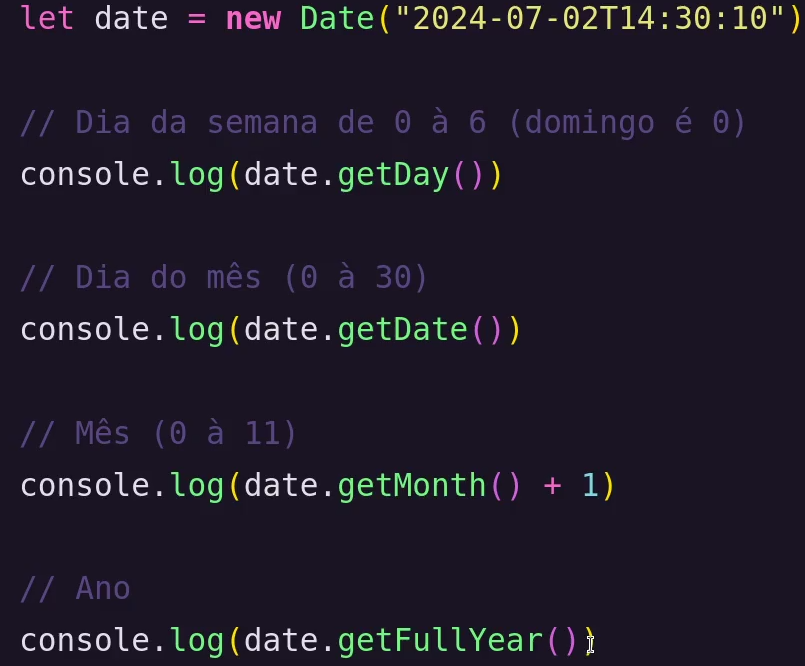 let date = new Date("2024-07-02T14:30:10")
// Dia da semana de 0 à 6 (domingo é 0)
console.log(date.getDay())
// Dia do mês (0 à 30)
console.log(date.getDate())
// Mês (0 à 11)
console.log(date.getMonth() + 1)
// Ano
console.log(date.getFullYear())